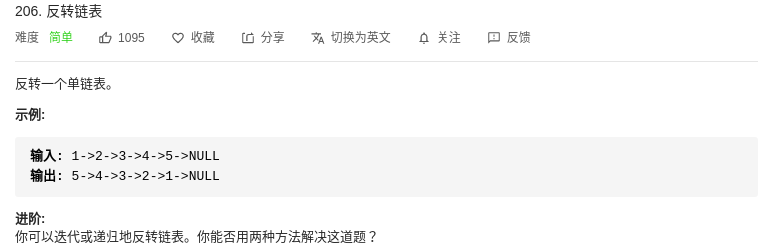 206. 反转链表
难度 简单 1095 收藏 分享 切换为英文 关注 反馈
反转一个单链表。
示例:
输入: 1->2->3->4->5->NULL
输出: 5->4->3->2->1->NULL
进阶:
你可以迭代或递归地反转链表。你能否用两种方法解决这道题？